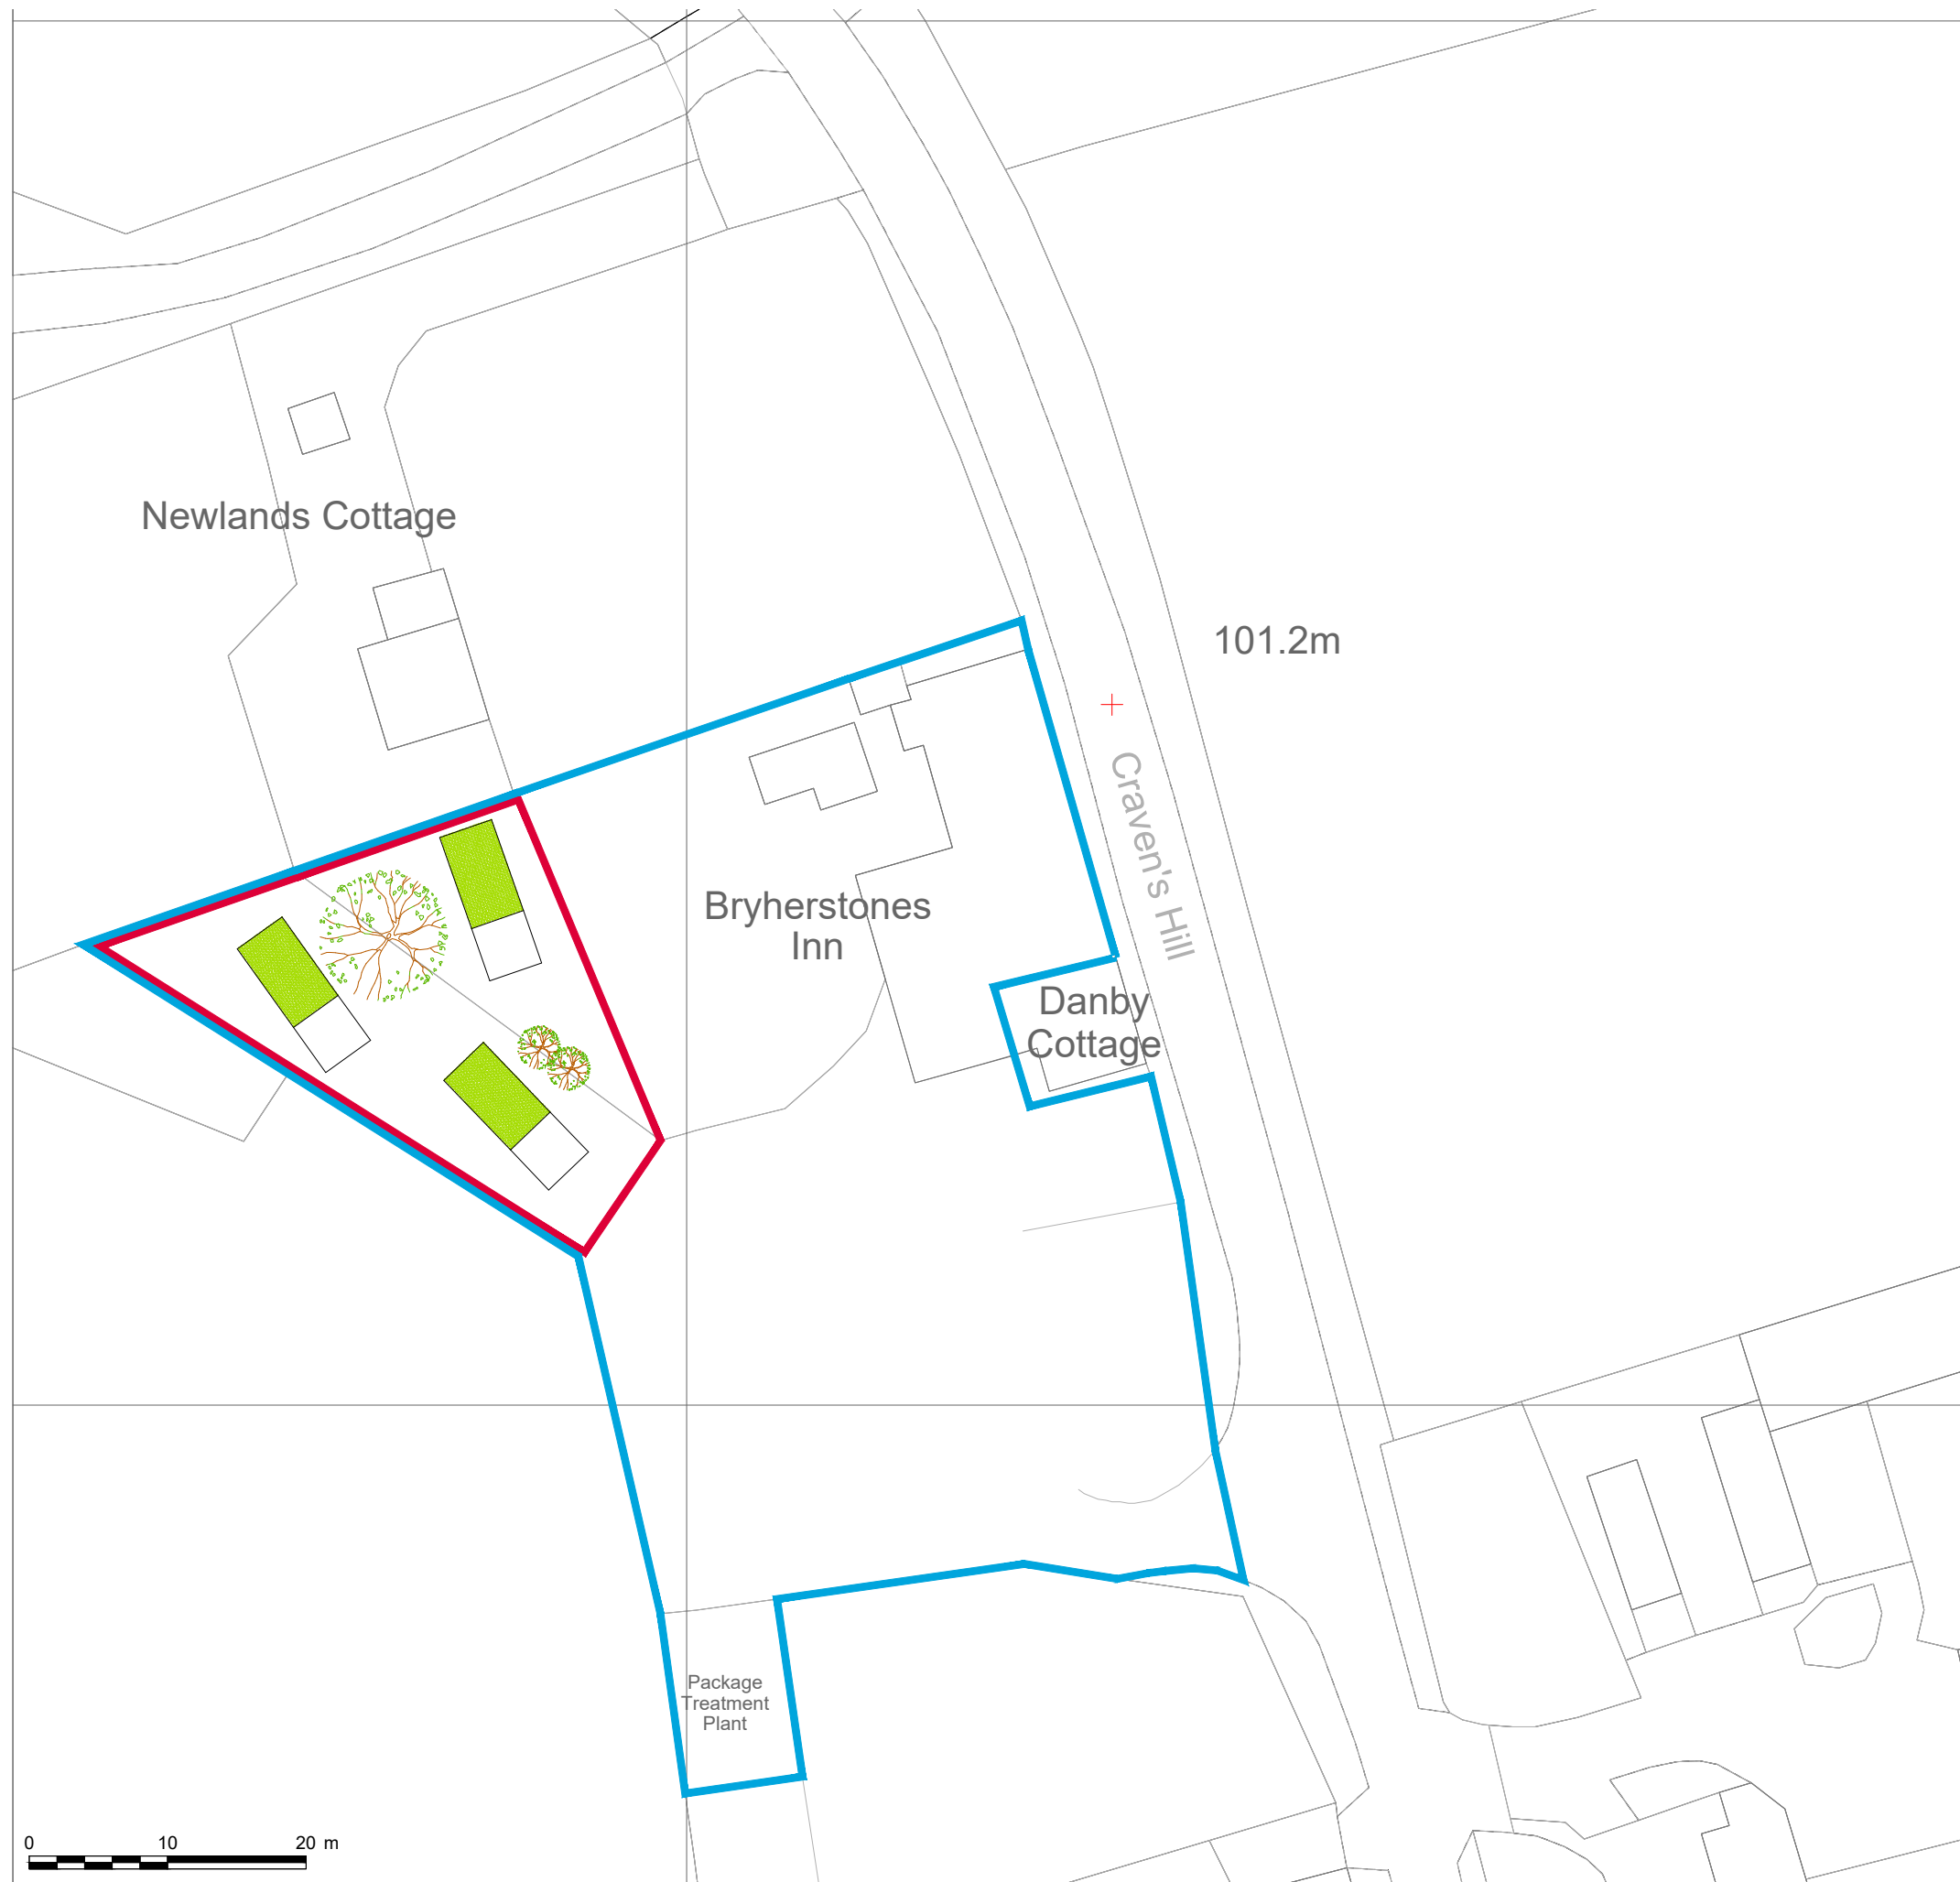 Newlands Cottage
101.2m
Craven's Hill
Bryherstones
Inn
Danby
Cottage
Package
Treatment
Plant
0 10 20 m